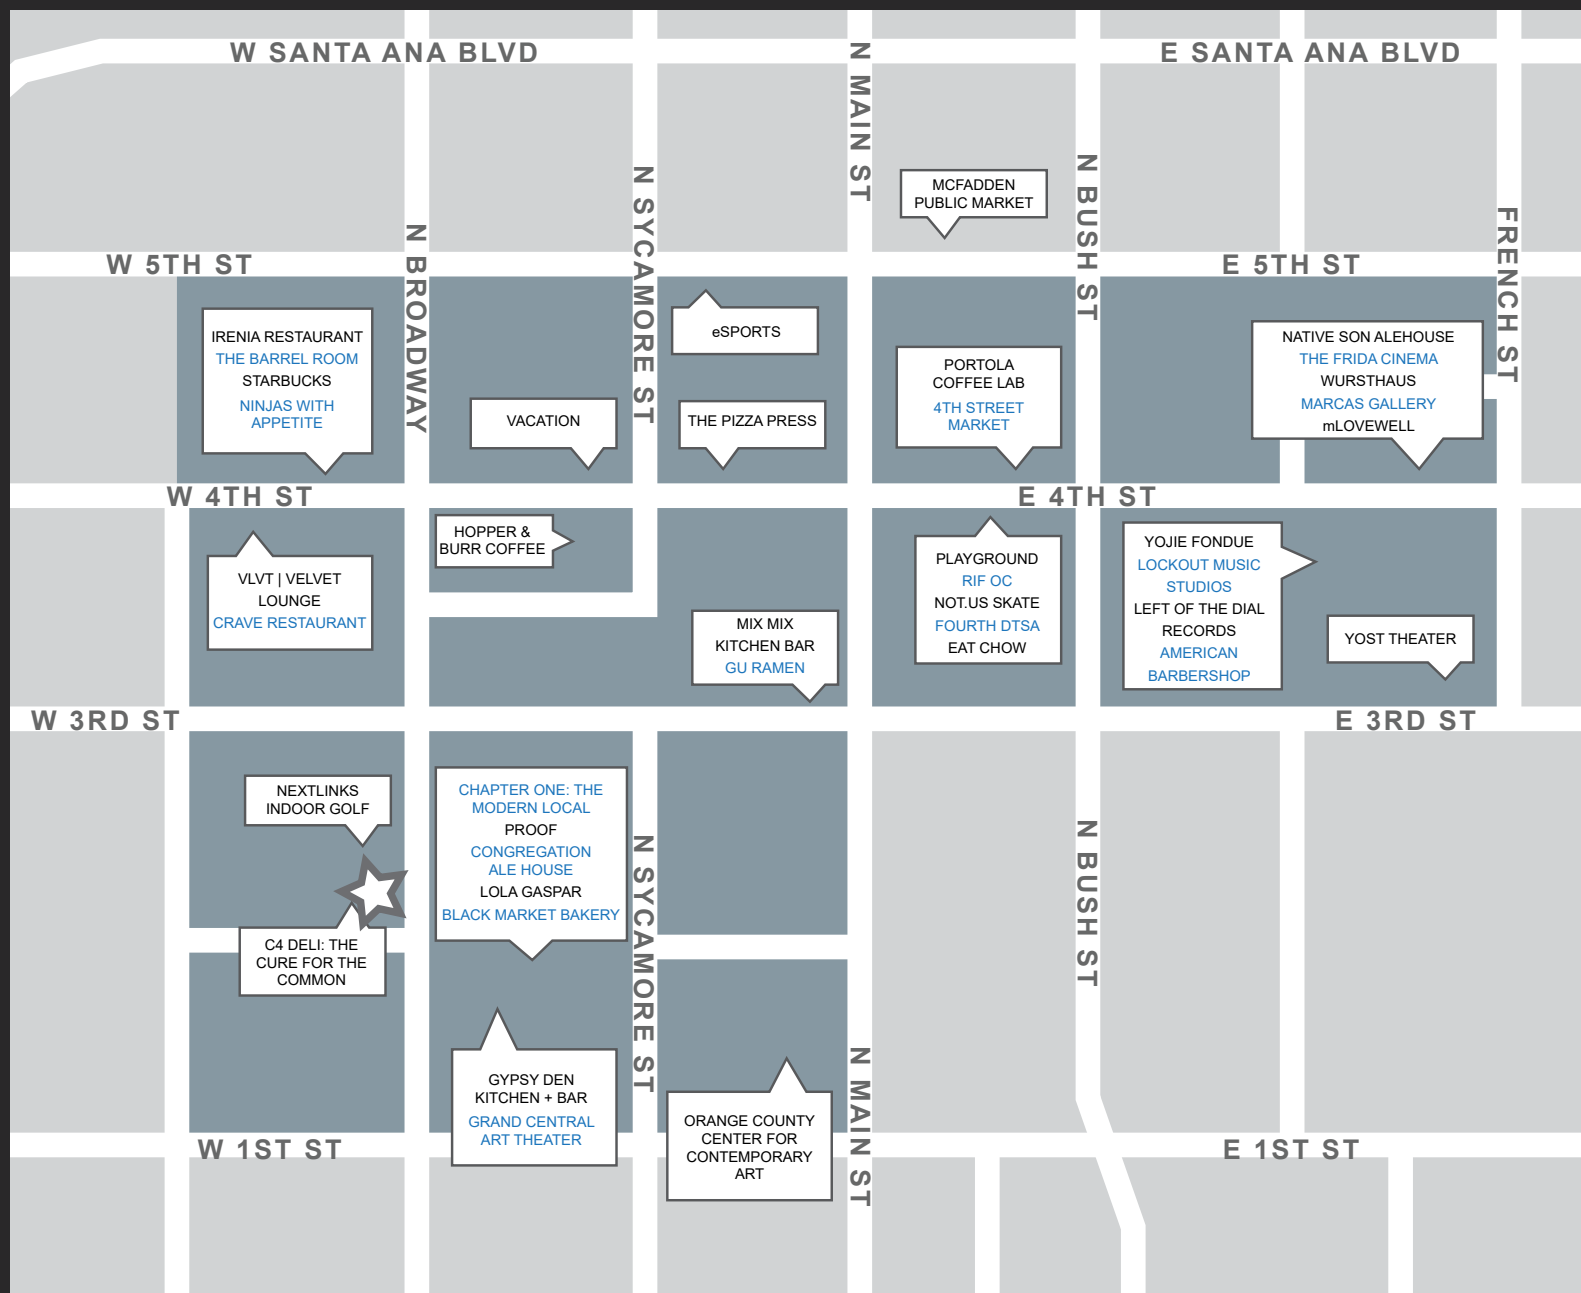 W SANTA ANA BLVD
E SANTA ANA BLVD
N MAIN ST
N SYCAMORE ST
N BUSH ST
N BROADWAY
FRENCH ST
MCFADDEN
PUBLIC MARKET
W 5TH ST
E 5TH ST
IRENIA RESTAURANT
THE BARREL ROOM
STARBUCKS
NINJAS WITH
APPETITE
VACATION
eSPORTS
THE PIZZA PRESS
PORTOLA
COFFEE LAB
4TH STREET
MARKET
NATIVE SON ALEHOUSE
THE FRIDA CINEMA
WURSTHAUS
MARCAS GALLERY
mLOVEWELL
W 4TH ST
E 4TH ST
VLVT | VELVET
LOUNGE
CRAVE RESTAURANT
HOPPER &
BURR COFFEE
MIX MIX
KITCHEN BAR
GU RAMEN
PLAYGROUND
RIF OC
NOT.US SKATE
FOURTH DTSA
EAT CHOW
YOJIE FONDUE
LOCKOUT MUSIC
STUDIOS
LEFT OF THE DIAL
RECORDS
AMERICAN
BARBERSHOP
YOST THEATER
W 3RD ST
E 3RD ST
NEXTLINKS
INDOOR GOLF
CHAPTER ONE: THE
MODERN LOCAL
PROOF
CONGREGATION
ALE HOUSE
LOLA GASPAR
BLACK MARKET BAKERY
N SYCAMORE ST
N BUSH ST
C4 DELI: THE
CURE FOR THE
COMMON
GYPSY DEN
KITCHEN + BAR
GRAND CENTRAL
ART THEATER
ORANGE COUNTY
CENTER FOR
CONTEMPORARY
ART
N MAIN ST
W 1ST ST
E 1ST ST